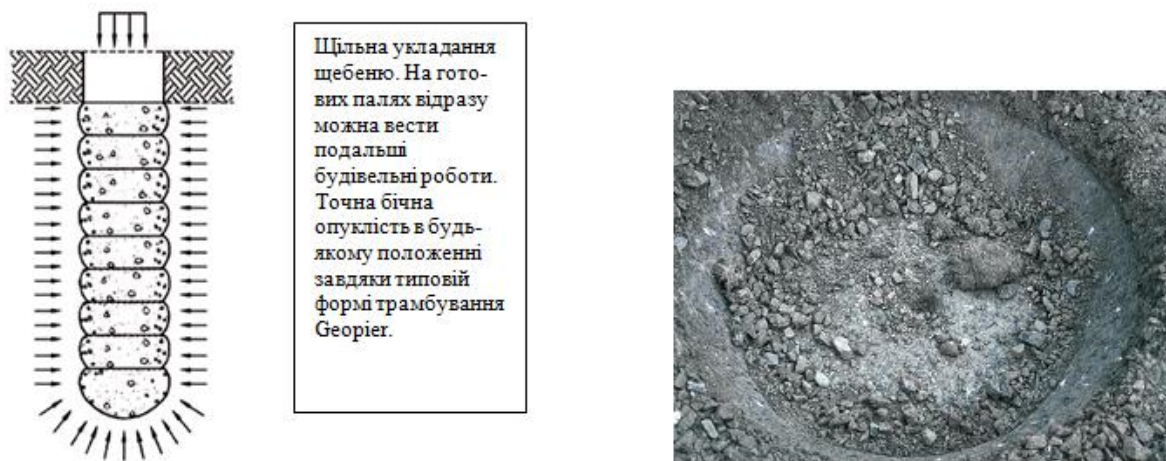 Щільна укладання
щебеню. На гото-
вих палях відразу
можна вести
подальші
будівельні роботи.
Точна бічна
опуклість в будь-
якому положенні
завдяки типовій
формі трамбування
Geopier.